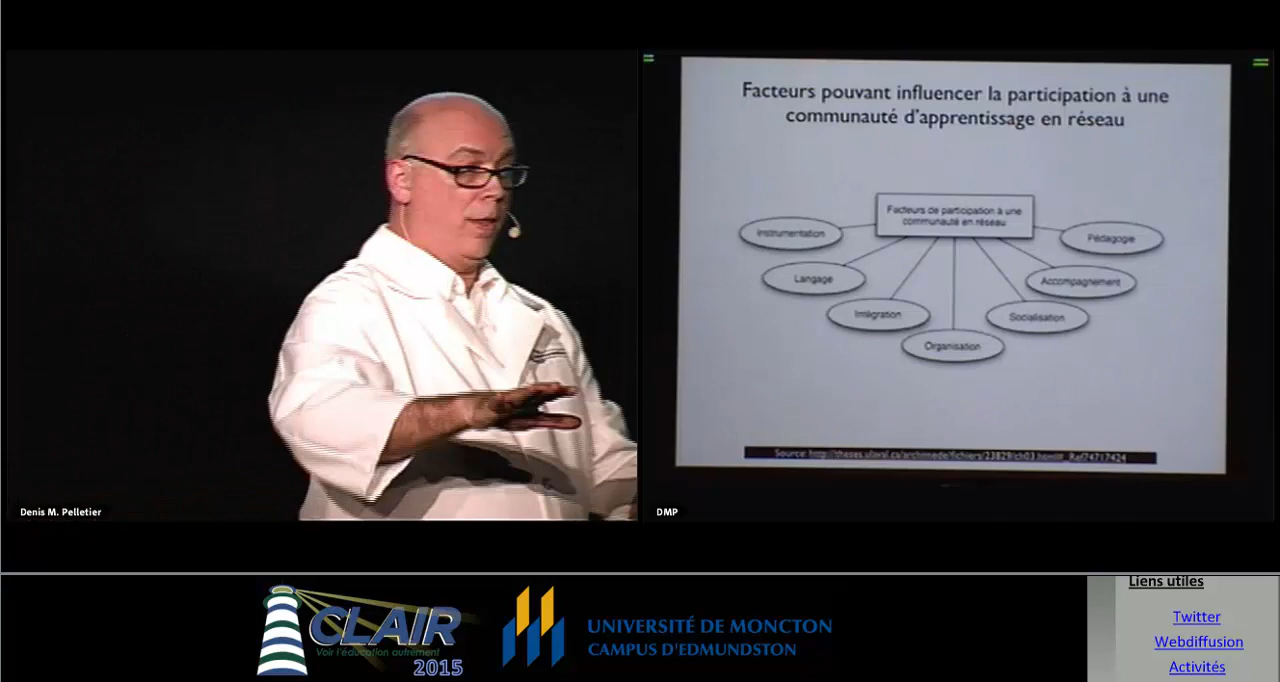 Facteurs pouvant influencer la participation à une
communauté d'apprentissage en réseau
Facteurs de participation à une
communauté en réseau
Instrumentation
Pédagogie
Langage
Accompagnement
Intégration
Socialisation
Organisation
Denis M. Pelletier
DMP
CLAIR
Voir l'éducation autrement
2015
UNIVERSITÉ DE MONCTON
CAMPUS D'EDMUNDSTON
Liens utiles
Twitter
Webdiffusion
Activités